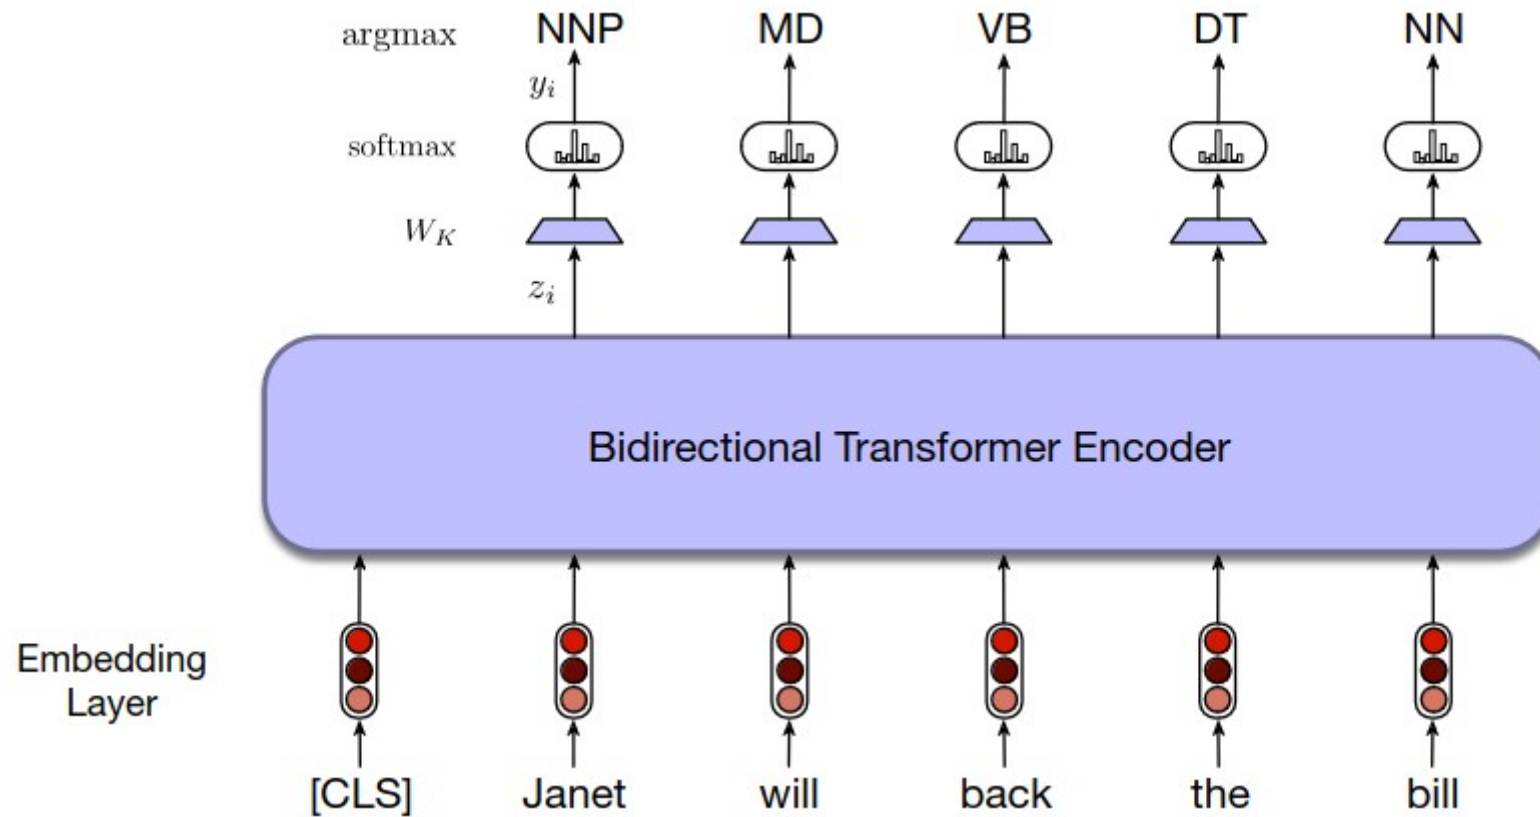 argmax NNP MD VB DT NN
y_i
softmax
W_K
z_i
Bidirectional Transformer Encoder
Embedding
Layer
[CLS] Janet will back the bill